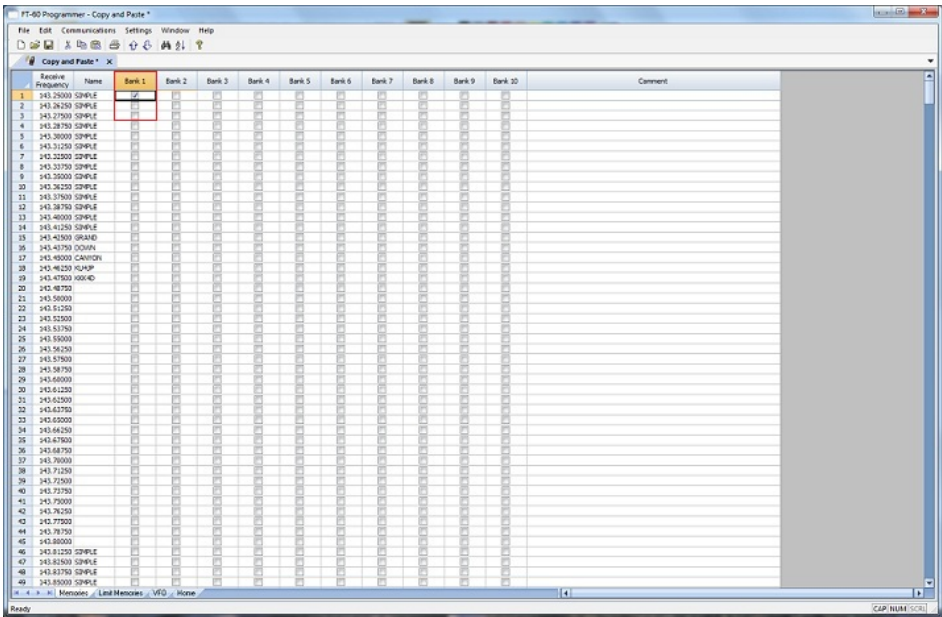 FT-60 Programmer - Copy and Paste *
File Edit Communications Settings Window Help
Copy and Paste * X
Receive Frequency Name Bank 1 Bank 2 Bank 3 Bank 4 Bank 5 Bank 6 Bank 7 Bank 8 Bank 9 Bank 10 Comment
1 143.25000 SIMPLE
2 143.26250 SIMPLE
3 143.27500 SIMPLE
4 143.28750 SIMPLE
5 143.30000 SIMPLE
6 143.31250 SIMPLE
7 143.32500 SIMPLE
8 143.33750 SIMPLE
9 143.35000 SIMPLE
10 143.36250 SIMPLE
11 143.37500 SIMPLE
12 143.38750 SIMPLE
13 143.40000 SIMPLE
14 143.41250 SIMPLE
15 143.42500 GRAND
16 143.43750 DOWN
17 143.45000 CANYON
18 143.46250
19 143.47500
20 143.48750
21 143.50000
22 143.51250
23 143.52500
24 143.53750
25 143.55000
26 143.56250
27 143.57500
28 143.58750
29 143.60000
30 143.61250
31 143.62500
32 143.63750
33 143.65000
34 143.66250
35 143.67500
36 143.68750
37 143.70000
38 143.71250
39 143.72500
40 143.73750
41 143.75000
42 143.76250
43 143.77500
44 143.78750
45 143.80000
46 143.81250 SIMPLE
47 143.82500 SIMPLE
48 143.83750 SIMPLE
49 143.85000 SIMPLE
Memories Limit Memories VFO Home
Ready CAP NUM SCRL